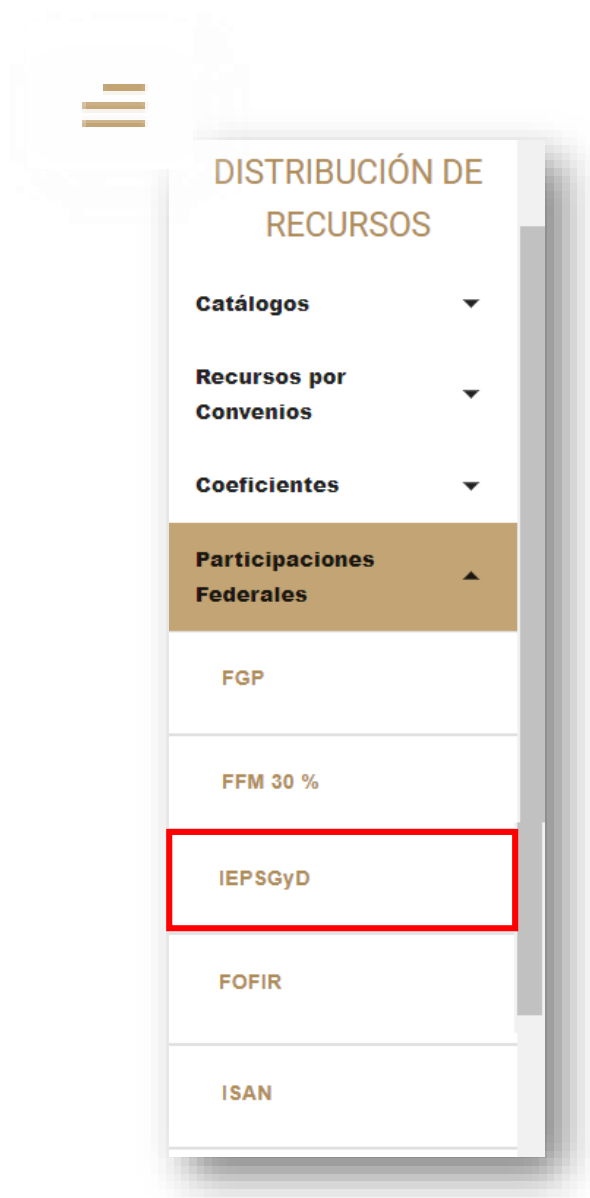 DISTRIBUCIÓN DE
RECURSOS
Catálogos
Recursos por
Convenios
Coeficientes
Participaciones
Federales
FGP
FFM 30 %
IEPSGyD
FOFIR
ISAN